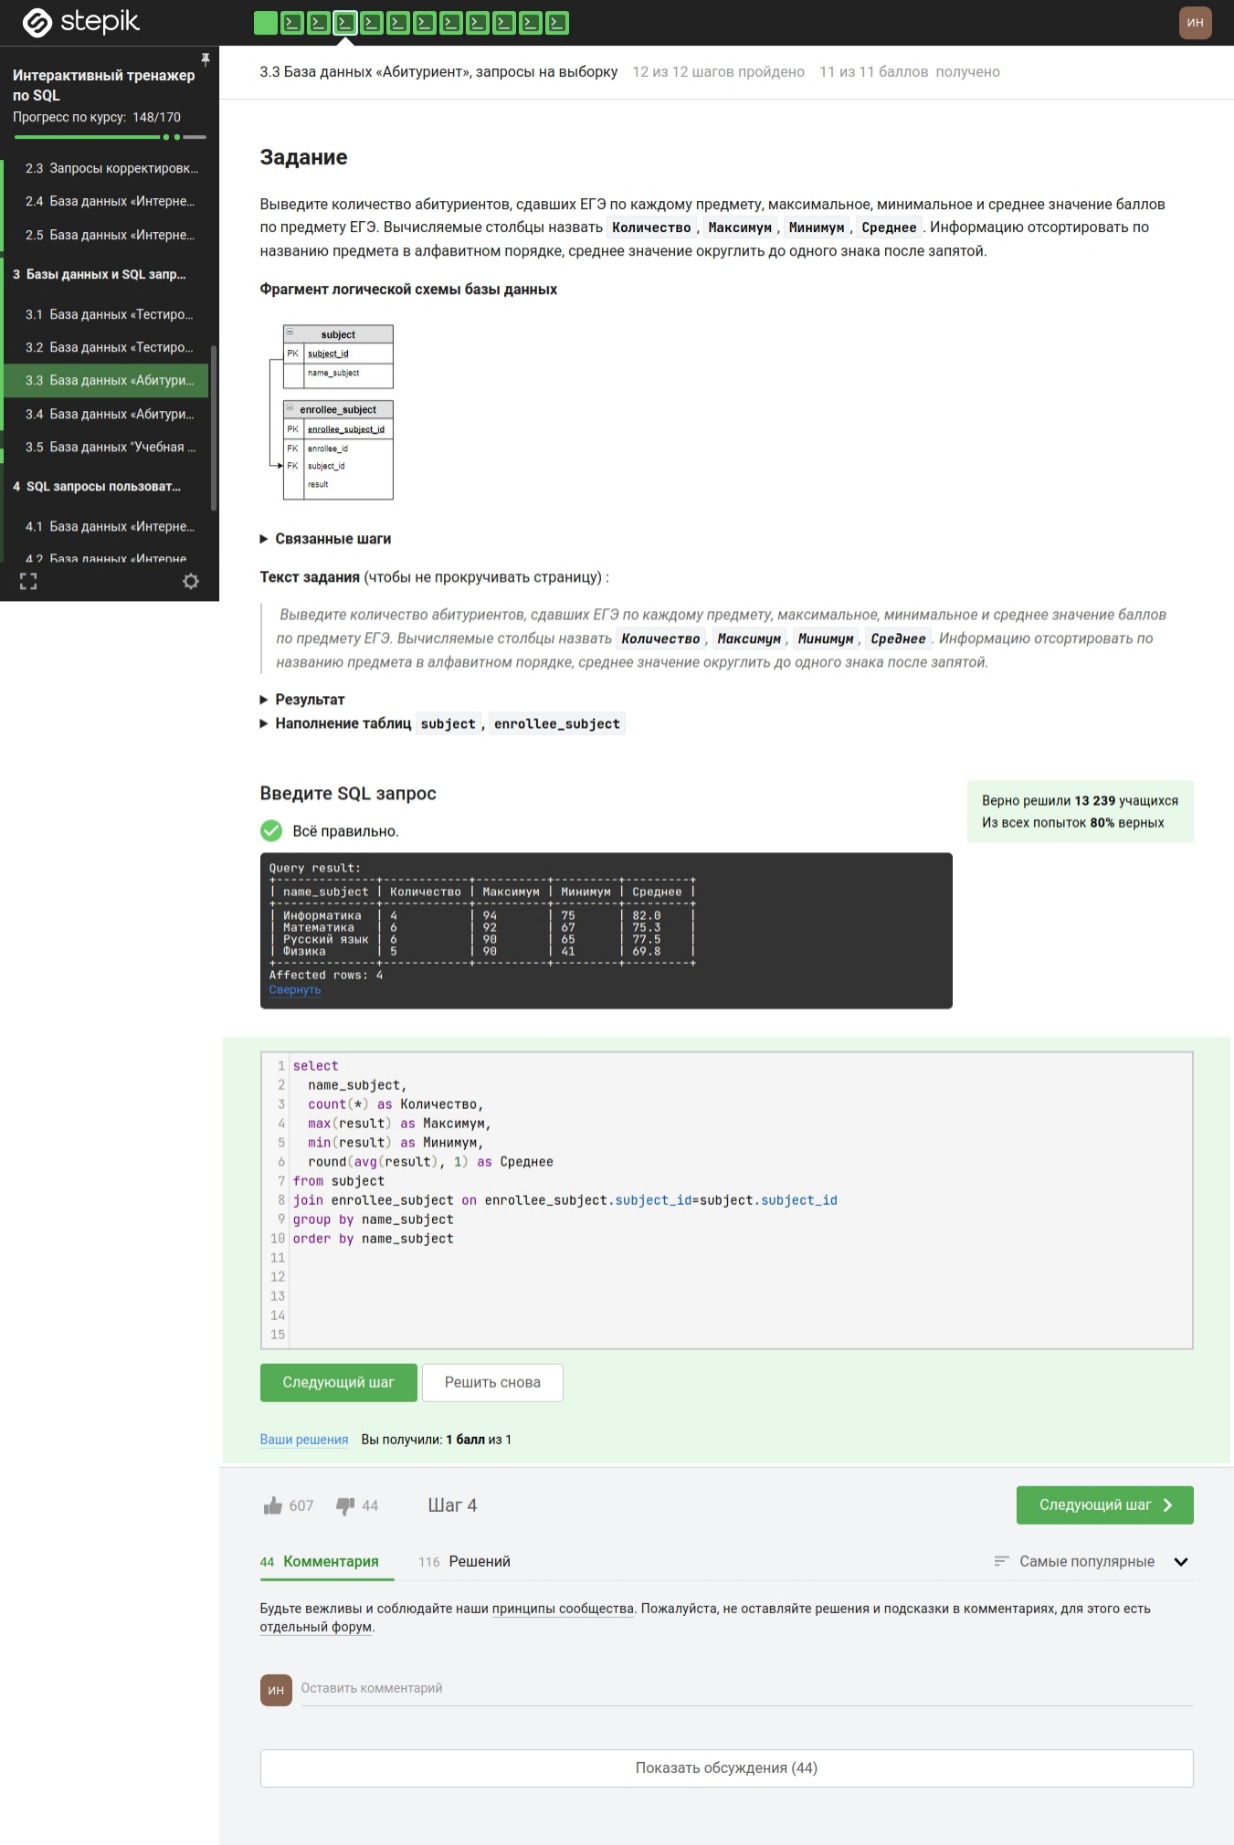 stepik
ИН
Интерактивный тренажер
по SQL
Прогресс по курсу: 148/170
2.3 Запросы корректировк...
2.4 База данных «Интерне...
2.5 База данных «Интерне...
3 Базы данных и SQL запр...
3.1 База данных «Тестиро...
3.2 База данных «Тестиро...
3.3 База данных «Абитури...
3.4 База данных «Абитури...
3.5 База данных "Учебная ...
4 SQL запросы пользоват...
4.1 База данных «Интерне...
4.2 База данных «Интерне
3.3 База данных «Абитуриент», запросы на выборку 12 из 12 шагов пройдено 11 из 11 баллов получено
Задание
Выведите количество абитуриентов, сдавших ЕГЭ по каждому предмету, максимальное, минимальное и среднее значение баллов
по предмету ЕГЭ. Вычисляемые столбцы назвать Количество, Максимум, Минимум, Среднее. Информацию отсортировать по
названию предмета в алфавитном порядке, среднее значение округлить до одного знака после запятой.
Фрагмент логической схемы базы данных
subject
PK subject_id
name_subject
enrollee_subject
PK enrollee_subject_id
FK enrollee_id
FK subject_id
result
Связанные шаги
Текст задания (чтобы не прокручивать страницу) :
Выведите количество абитуриентов, сдавших ЕГЭ по каждому предмету, максимальное, минимальное и среднее значение баллов
по предмету ЕГЭ. Вычисляемые столбцы назвать Количество, Максимум, Минимум, Среднее. Информацию отсортировать по
названию предмета в алфавитном порядке, среднее значение округлить до одного знака после запятой.
Результат
Наполнение таблиц subject, enrollee_subject
Введите SQL запрос
Верно решили 13 239 учащихся
Из всех попыток 80% верных
Всё правильно.
Query result:
+--------------+------------+----------+---------+---------+
| name_subject | Количество | Максимум | Минимум | Среднее |
+--------------+------------+----------+---------+---------+
| Информатика | 4 | 94 | 75 | 82.0 |
| Математика | 6 | 92 | 67 | 75.3 |
| Русский язык | 6 | 90 | 65 | 77.5 |
| Физика | 5 | 90 | 41 | 69.8 |
+--------------+------------+----------+---------+---------+
Affected rows: 4
Свернуть
1 select
2 name_subject,
3 count(*) as Количество,
4 max(result) as Максимум,
5 min(result) as Минимум,
6 round(avg(result), 1) as Среднее
7 from subject
8 join enrollee_subject on enrollee_subject.subject_id=subject.subject_id
9 group by name_subject
10 order by name_subject
11
12
13
14
15
Следующий шаг Решить снова
Ваши решения Вы получили: 1 балл из 1
607 44 Шаг 4 Следующий шаг
44 Комментария 116 Решений Самые популярные
Будьте вежливы и соблюдайте наши принципы сообщества. Пожалуйста, не оставляйте решения и подсказки в комментариях, для этого есть
отдельный форум.
ИН Оставить комментарий
Показать обсуждения (44)